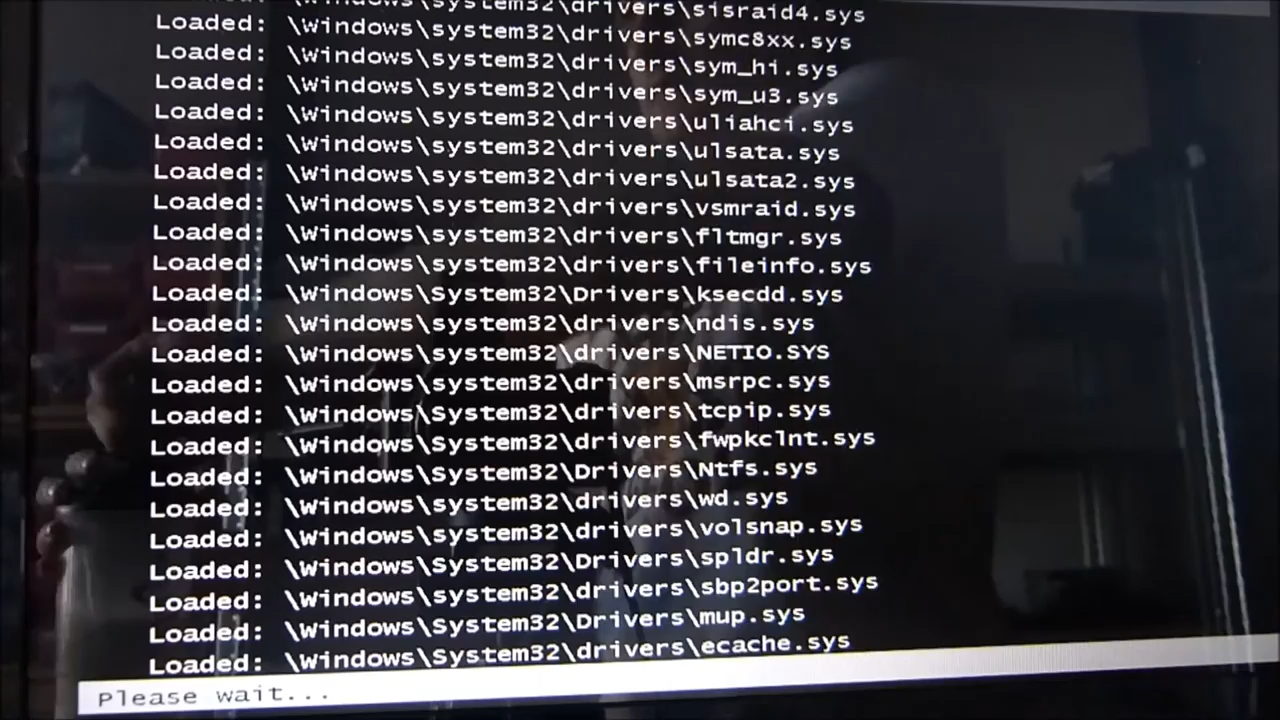 Loaded: \Windows\system32\drivers\sisraid4.sys
Loaded: \Windows\system32\drivers\symc8xx.sys
Loaded: \Windows\system32\drivers\sym_hi.sys
Loaded: \Windows\system32\drivers\sym_u3.sys
Loaded: \Windows\system32\drivers\uliahci.sys
Loaded: \Windows\system32\drivers\ulsata.sys
Loaded: \Windows\system32\drivers\ulsata2.sys
Loaded: \Windows\system32\drivers\vsmraid.sys
Loaded: \Windows\system32\drivers\fltmgr.sys
Loaded: \Windows\system32\drivers\fileinfo.sys
Loaded: \Windows\System32\Drivers\ksecdd.sys
Loaded: \Windows\system32\drivers\ndis.sys
Loaded: \Windows\system32\drivers\NETIO.SYS
Loaded: \Windows\system32\drivers\msrpc.sys
Loaded: \Windows\System32\drivers\tcpip.sys
Loaded: \Windows\System32\drivers\fwpkclnt.sys
Loaded: \Windows\System32\Drivers\Ntfs.sys
Loaded: \Windows\system32\drivers\wd.sys
Loaded: \Windows\system32\drivers\volsnap.sys
Loaded: \Windows\System32\Drivers\spldr.sys
Loaded: \Windows\system32\drivers\sbp2port.sys
Loaded: \Windows\System32\Drivers\mup.sys
Loaded: \Windows\System32\drivers\ecache.sys
Please wait...